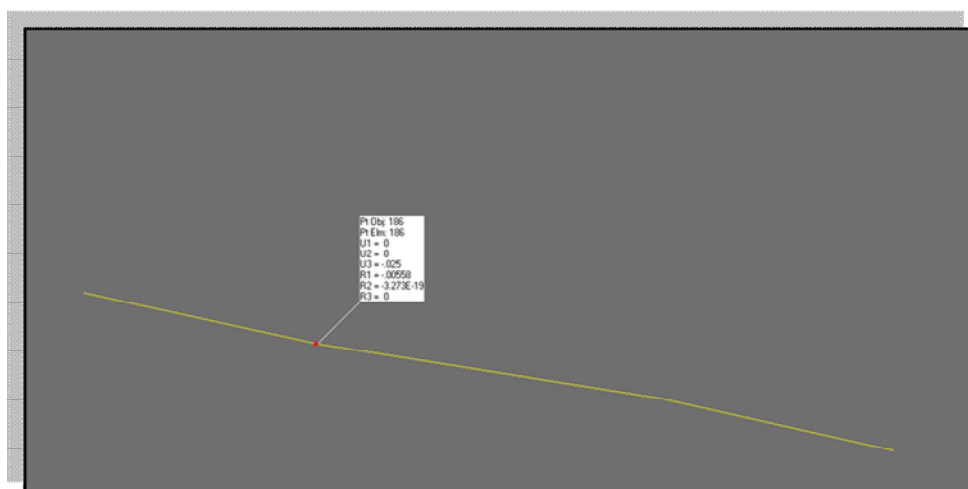 Pt Obj: 186
Pt Elm: 186
U1 = 0
U2 = 0
U3 = -.025
R1 = -.00558
R2 = -3.273E-19
R3 = 0